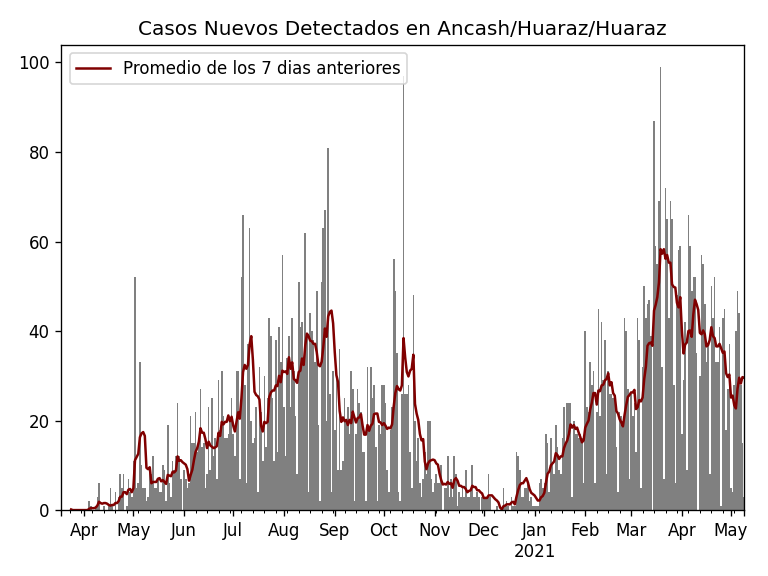 Casos Nuevos Detectados en Ancash/Huaraz/Huaraz
Promedio de los 7 dias anteriores
100
80
60
40
20
0
Apr May Jun Jul Aug Sep Oct Nov Dec Jan Feb Mar Apr May
2021